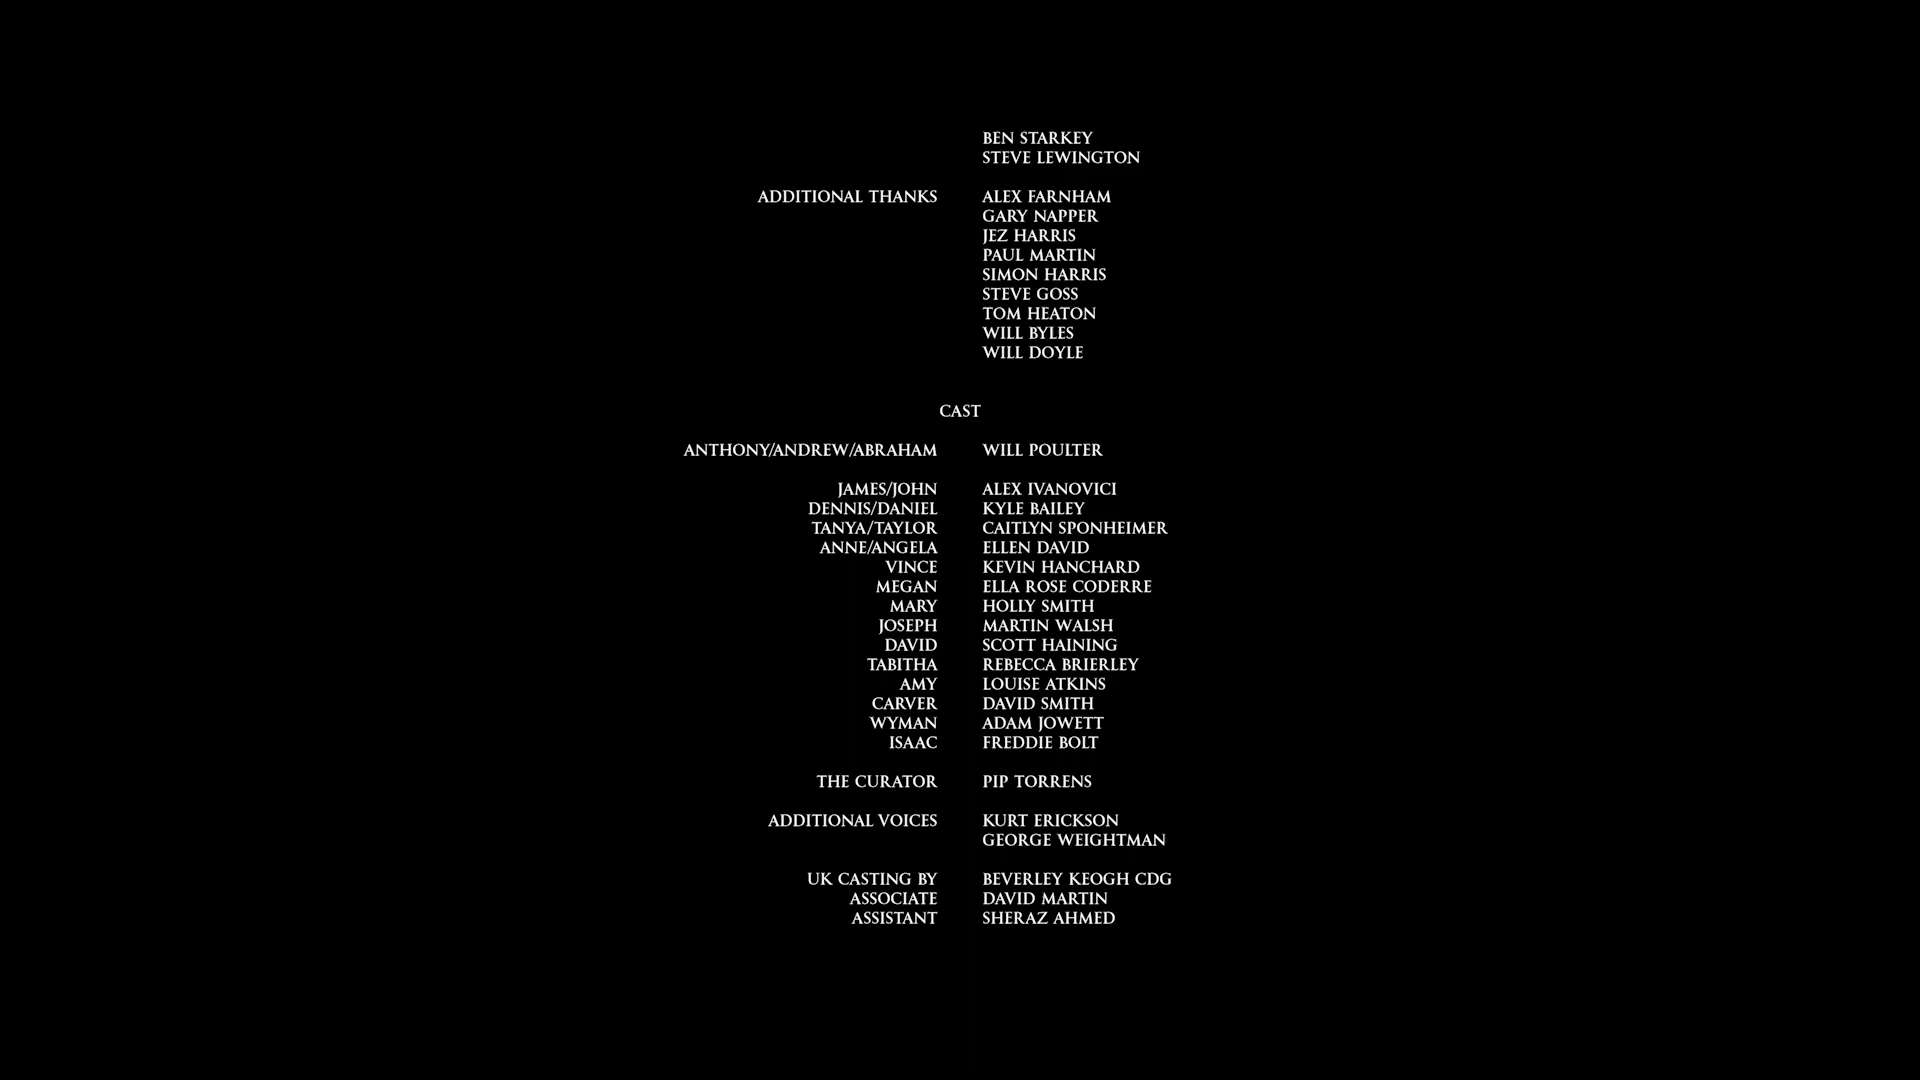 BEN STARKEY
STEVE LEWINGTON
ADDITIONAL THANKS ALEX FARNHAM
GARY NAPPER
JEZ HARRIS
PAUL MARTIN
SIMON HARRIS
STEVE GOSS
TOM HEATON
WILL BYLES
WILL DOYLE
CAST
ANTHONY/ANDREW/ABRAHAM WILL POULTER
JAMES/JOHN ALEX IVANOVICI
DENNIS/DANIEL KYLE BAILEY
TANYA/TAYLOR CAITLYN SPONHEIMER
ANNE/ANGELA ELLEN DAVID
VINCE KEVIN HANCHARD
MEGAN ELLA ROSE CODERRE
MARY HOLLY SMITH
JOSEPH MARTIN WALSH
DAVID SCOTT HAINING
TABITHA REBECCA BRIERLEY
AMY LOUISE ATKINS
CARVER DAVID SMITH
WYMAN ADAM JOWETT
ISAAC FREDDIE BOLT
THE CURATOR PIP TORRENS
ADDITIONAL VOICES KURT ERICKSON
GEORGE WEIGHTMAN
UK CASTING BY BEVERLEY KEOGH CDG
ASSOCIATE DAVID MARTIN
ASSISTANT SHERAZ AHMED